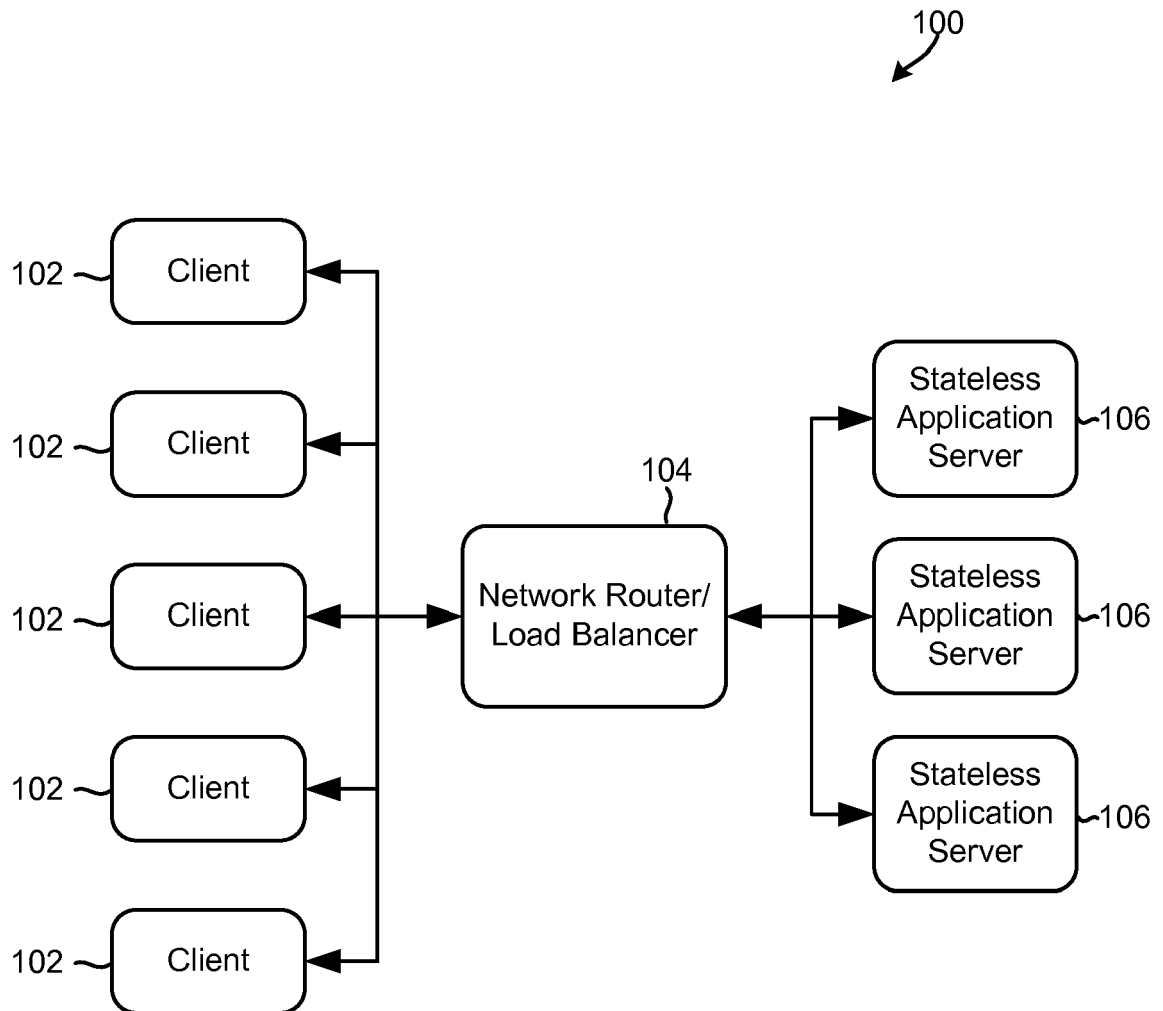 100
102
Client
102
Client
102
Client
102
Client
102
Client
104
Network Router/
Load Balancer
Stateless
Application
Server
106
Stateless
Application
Server
106
Stateless
Application
Server
106